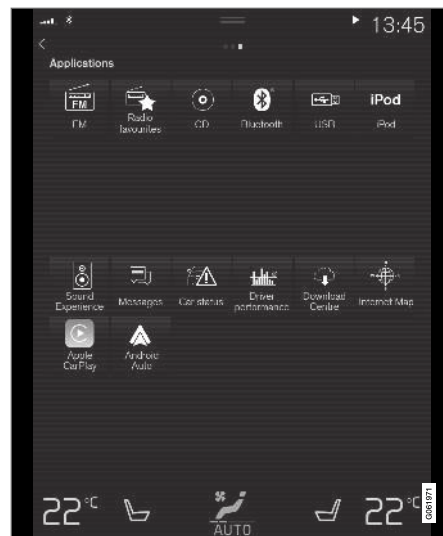 13:45
Applications
FM
FM
Radio
favourites
CD
Bluetooth
USB
iPod
iPod
Sound
Experience
Messages
Car status
Driver
performance
Download
Centre
Internet Map
Apple
CarPlay
Android
Auto
22°C
AUTO
22°C
G061971